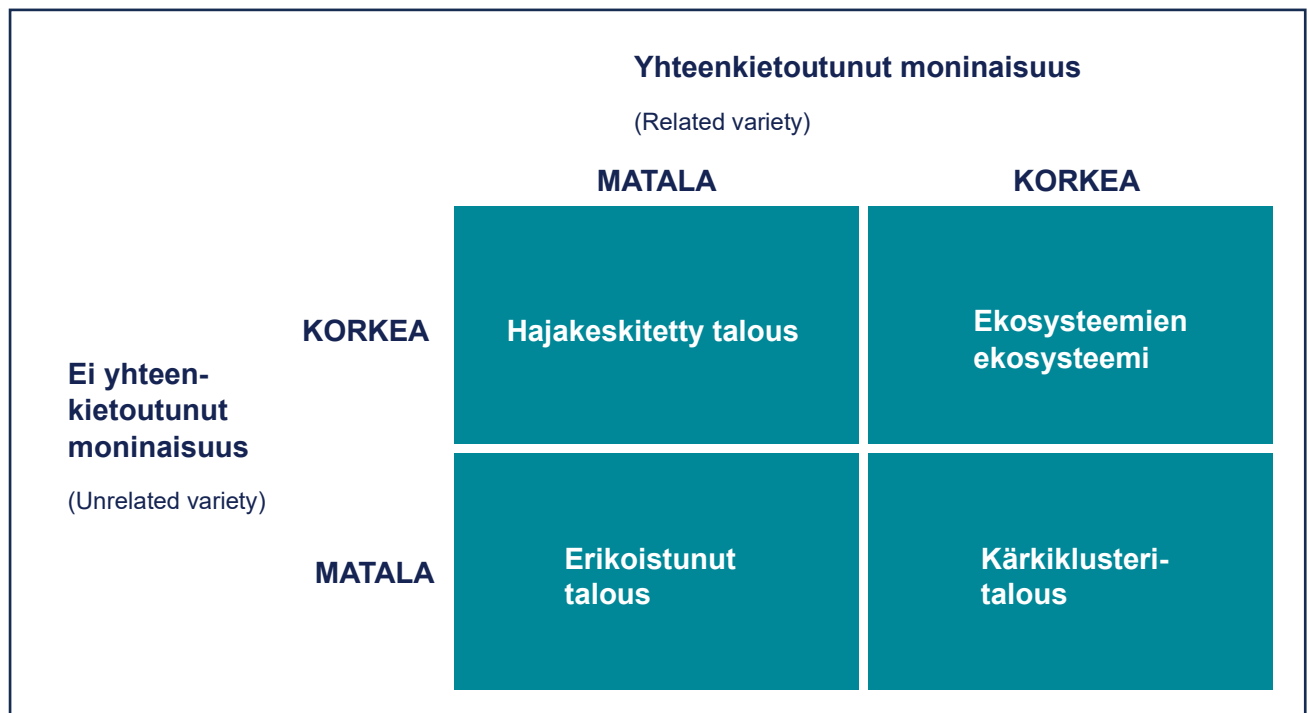 Yhteenkietoutunut moninaisuus
(Related variety)
MATALA
KORKEA
KORKEA
Hajakeskitetty talous
Ekosysteemien
ekosysteemi
Ei yhteen-
kietoutunut
moninaisuus
(Unrelated variety)
MATALA
Erikoistunut
talous
Kärkiklusteri-
talous